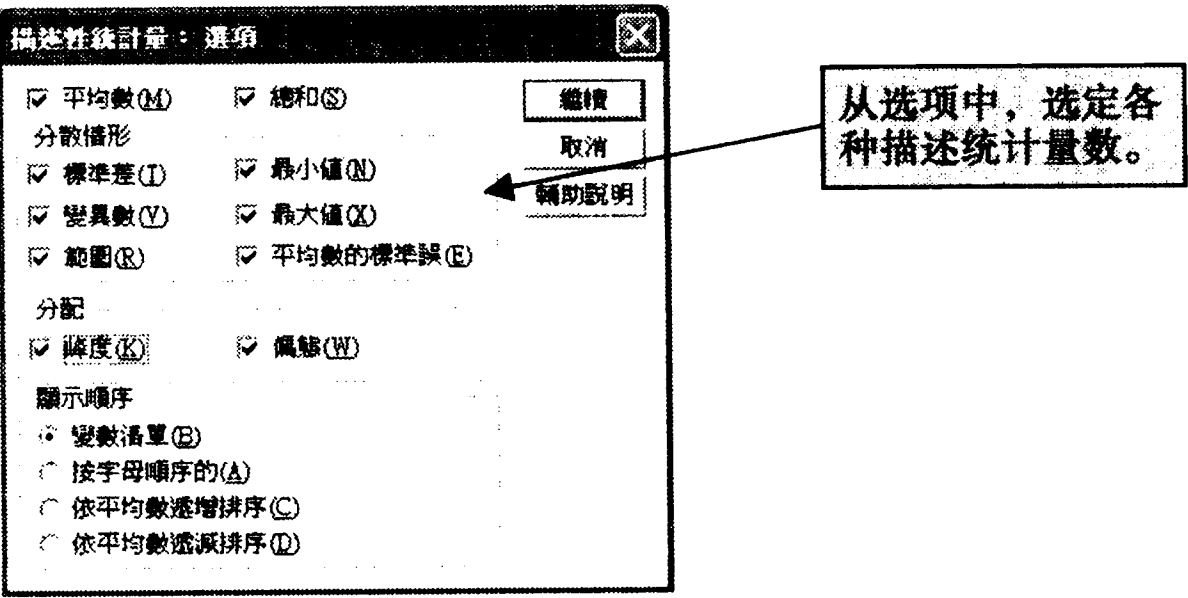 描述性統計量：選項
平均數(M) 總和(S)
分散情形
標準差(T) 最小値(N)
變異數(V) 最大値(X)
範圍(R) 平均數的標準誤(E)
分配
峰度(K) 偏態(W)
顯示順序
變數清單(B)
按字母順序的(A)
依平均數遞增排序(C)
依平均數遞減排序(D)
繼續
取消
輔助說明
从选项中，选定各
种描述统计量数。